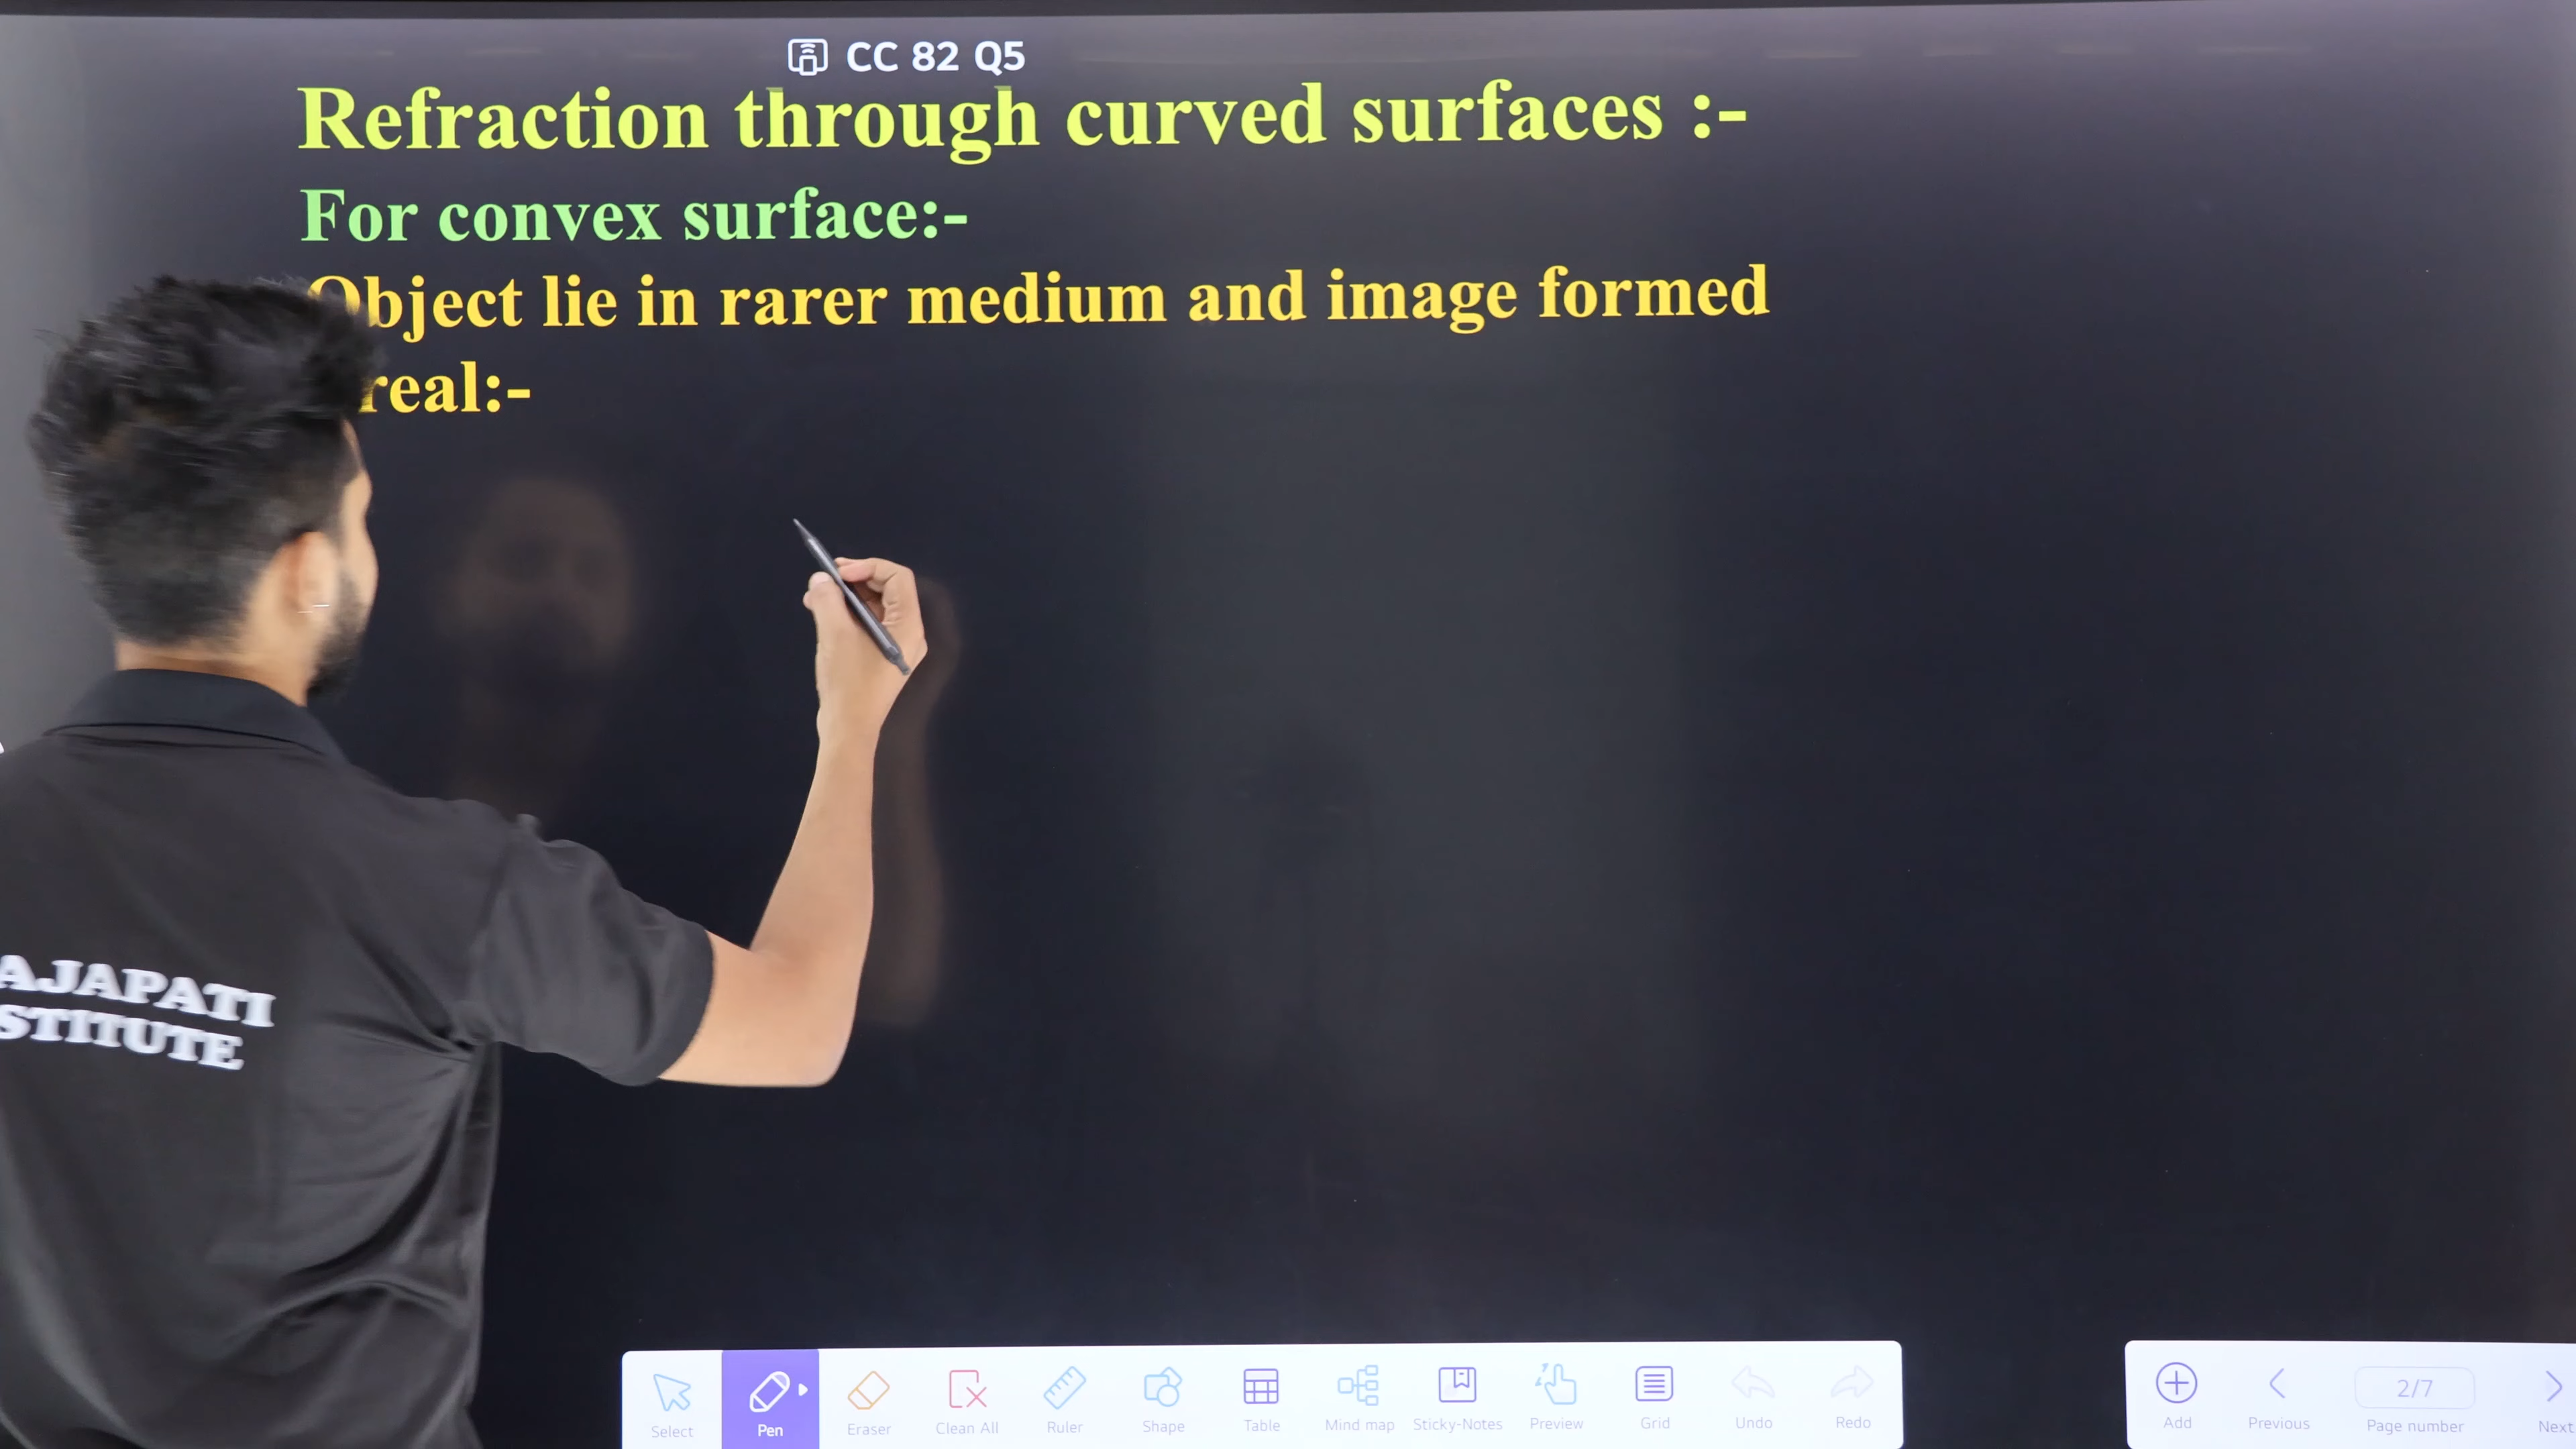 CC 82 Q5
Refraction through curved surfaces :-
For convex surface:-
Object lie in rarer medium and image formed
real:-
AJAPATI
STITUTE
Select
Pen
Eraser
Clean All
Ruler
Shape
Table
Mind map
Sticky-Notes
Preview
Grid
Undo
Redo
Add
Previous
2/7
Page number
Next